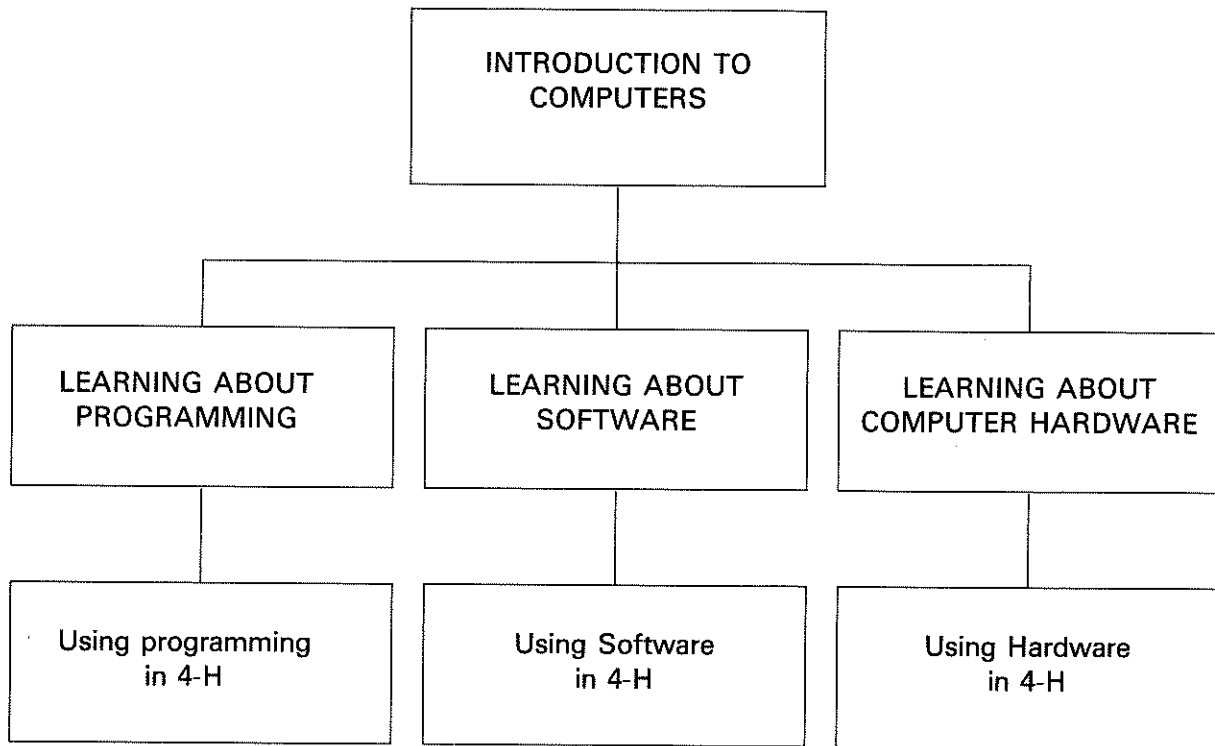 INTRODUCTION TO
COMPUTERS
LEARNING ABOUT
PROGRAMMING
LEARNING ABOUT
SOFTWARE
LEARNING ABOUT
COMPUTER HARDWARE
Using programming
in 4-H
Using Software
in 4-H
Using Hardware
in 4-H